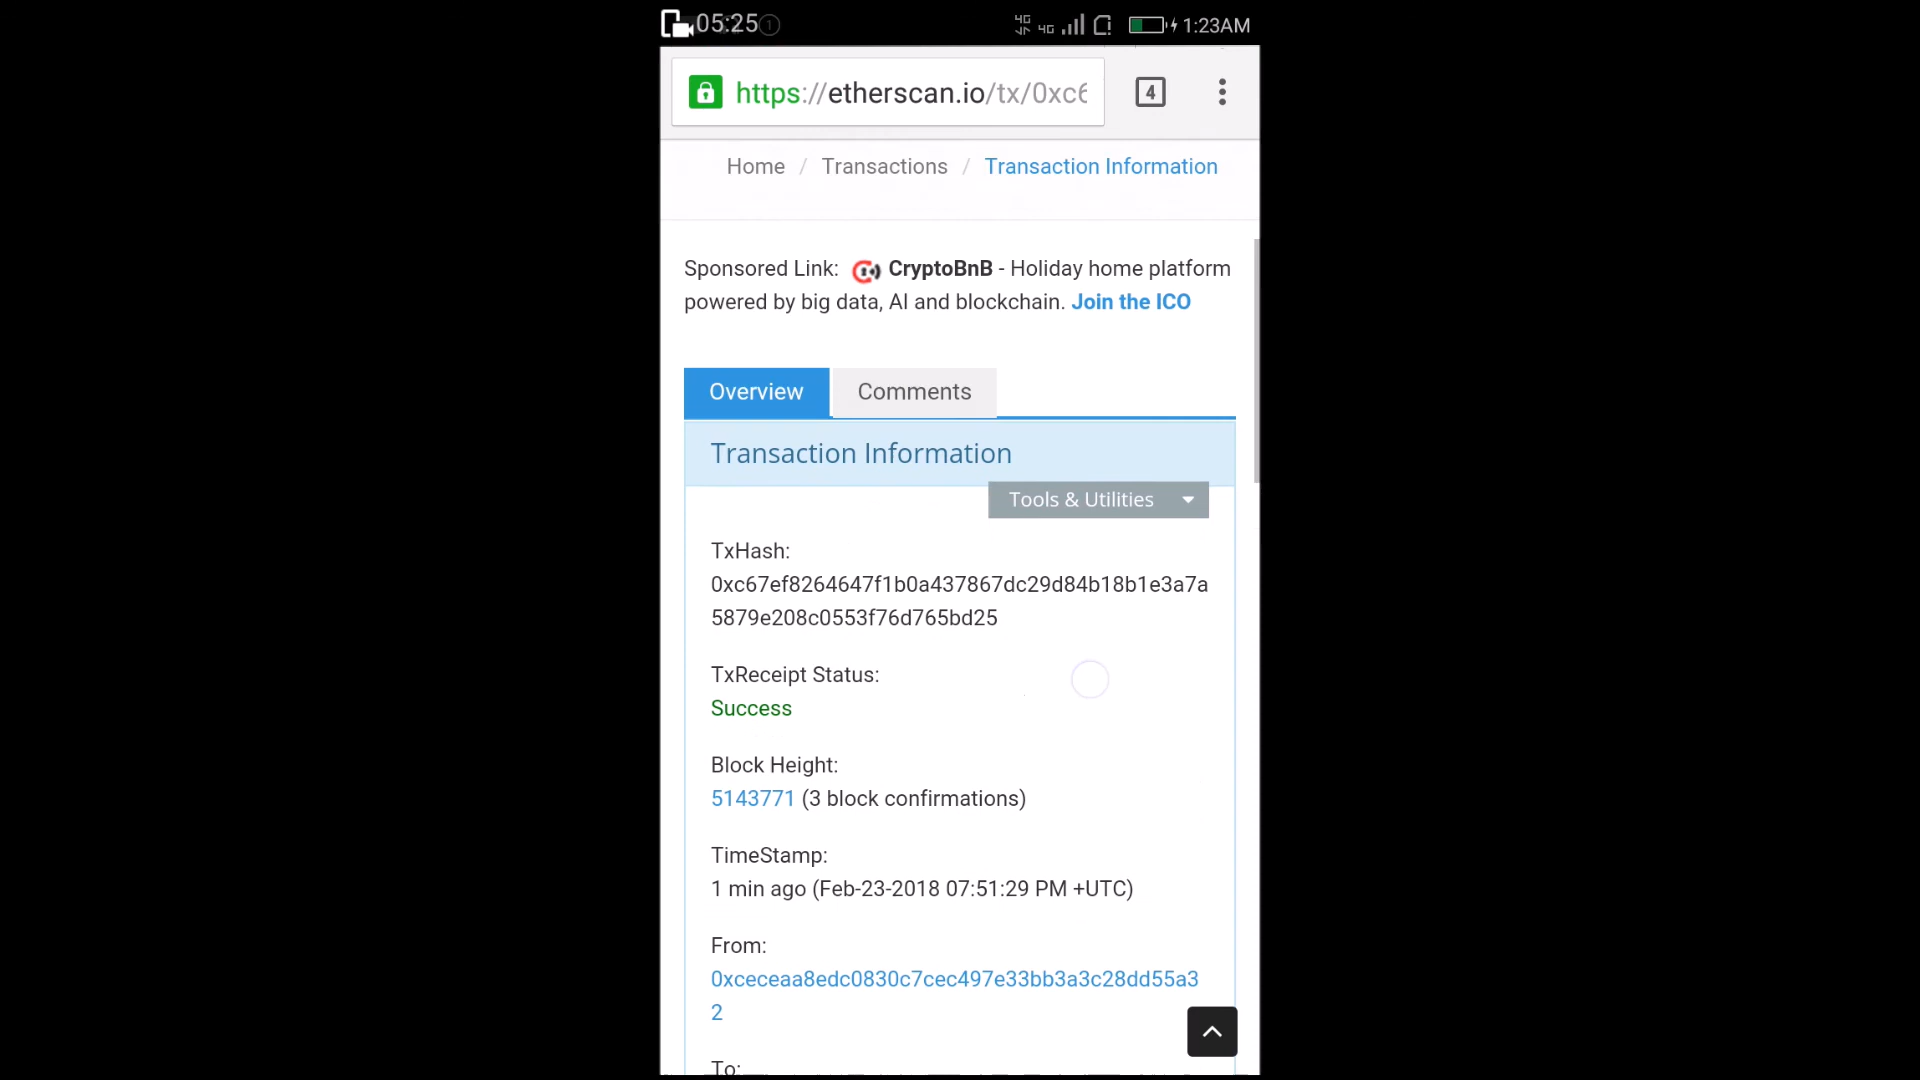 05:25 1 4G 4G 1:23AM
https://etherscan.io/tx/0xc6 4
Home / Transactions / Transaction Information
Sponsored Link: CryptoBnB - Holiday home platform
powered by big data, AI and blockchain. Join the ICO
Overview Comments
Transaction Information
Tools & Utilities
TxHash:
0xc67ef8264647f1b0a437867dc29d84b18b1e3a7a
5879e208c0553f76d765bd25
TxReceipt Status:
Success
Block Height:
5143771 (3 block confirmations)
TimeStamp:
1 min ago (Feb-23-2018 07:51:29 PM +UTC)
From:
0xceceaa8edc0830c7cec497e33bb3a3c28dd55a3
2
To: